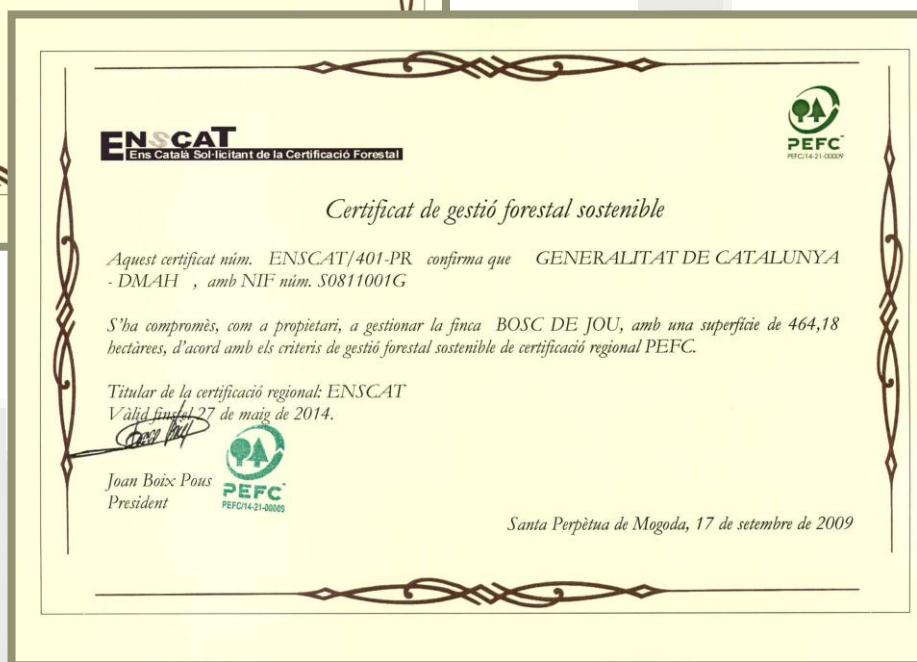 ENSCAT
Ens Català Sol·licitant de la Certificació Forestal
PEFC
PEFC/14-21-00009
Certificat de gestió forestal sostenible
Aquest certificat núm. ENSCAT/401-PR confirma que GENERALITAT DE CATALUNYA
- DMAH , amb NIF núm. S0811001G
S'ha compromès, com a propietari, a gestionar la finca BOSC DE JOU, amb una superfície de 464,18
hectàrees, d'acord amb els criteris de gestió forestal sostenible de certificació regional PEFC.
Titular de la certificació regional: ENSCAT
Vàlid fins el 27 de maig de 2014.
Joan Boix Pous
President
PEFC
PEFC/14-21-00009
Santa Perpètua de Mogoda, 17 de setembre de 2009